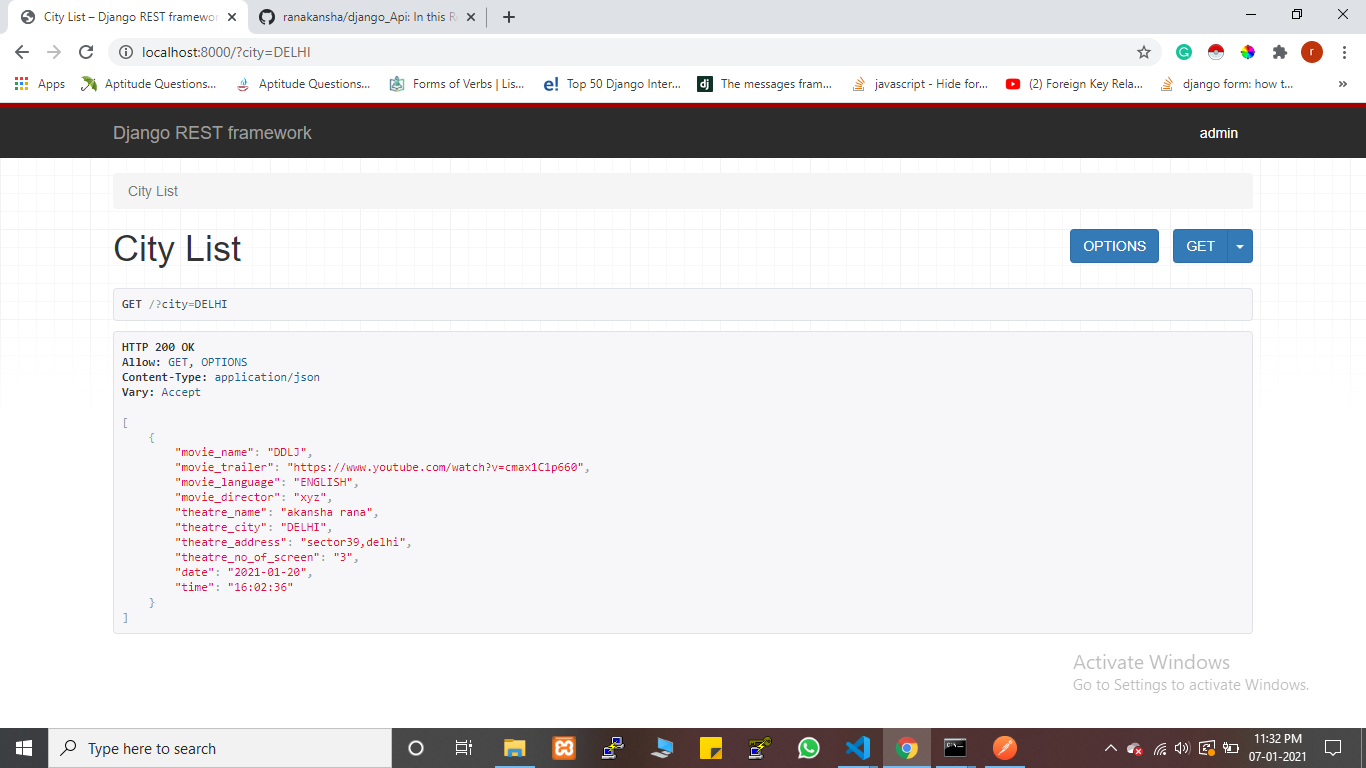 City List – Django REST framewor
ranakansha/django_Api: In this R
localhost:8000/?city=DELHI
r
Apps
Aptitude Questions...
Aptitude Questions...
Forms of Verbs | Lis...
e!
Top 50 Django Inter...
dj
The messages fram...
javascript - Hide for...
(2) Foreign Key Rela...
django form: how t...
»
Django REST framework
admin
City List
City List
OPTIONS
GET
GET /?city=DELHI
HTTP 200 OK
Allow: GET, OPTIONS
Content-Type: application/json
Vary: Accept
[
{
"movie_name": "DDLJ",
"movie_trailer": "https://www.youtube.com/watch?v=cmax1C1p660",
"movie_language": "ENGLISH",
"movie_director": "xyz",
"theatre_name": "akansha rana",
"theatre_city": "DELHI",
"theatre_address": "sector39,delhi",
"theatre_no_of_screen": "3",
"date": "2021-01-20",
"time": "16:02:36"
}
]
Activate Windows
Go to Settings to activate Windows.
Type here to search
11:32 PM
07-01-2021